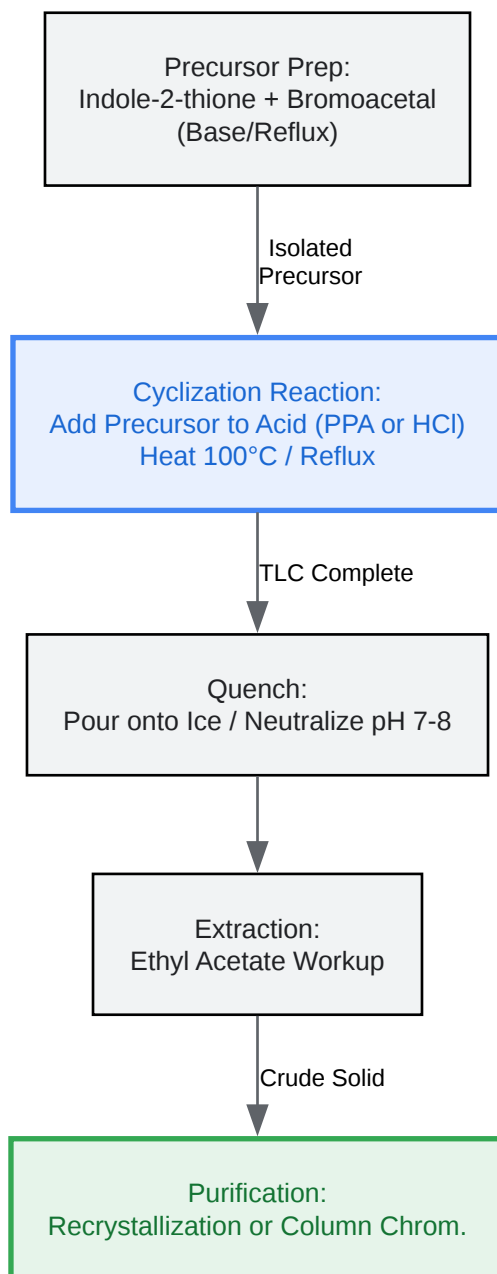 Precursor Prep:
Indole-2-thione + Bromoacetal
(Base/Reflux)
Isolated
Precursor
Cyclization Reaction:
Add Precursor to Acid (PPA or HCl)
Heat 100°C / Reflux
TLC Complete
Quench:
Pour onto Ice / Neutralize pH 7-8
Extraction:
Ethyl Acetate Workup
Crude Solid
Purification:
Recrystallization or Column Chrom.